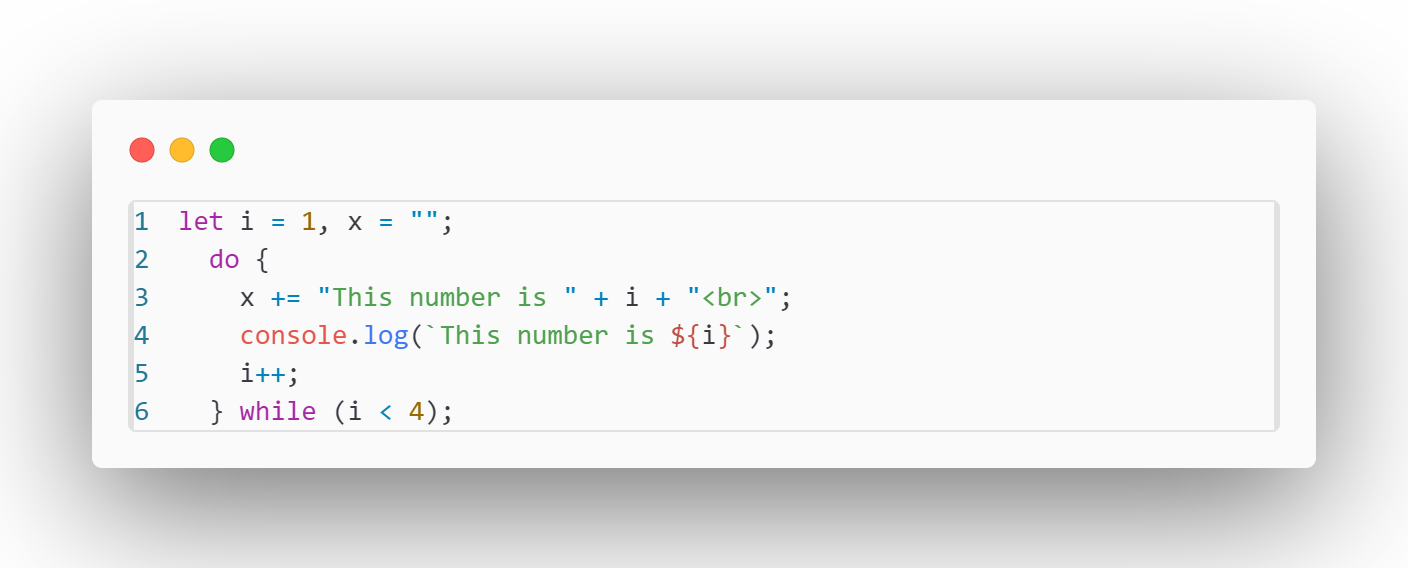 1 let i = 1, x = "";
2   do {
3     x += "This number is " + i + "<br>";
4     console.log(`This number is ${i}`);
5     i++;
6   } while (i < 4);